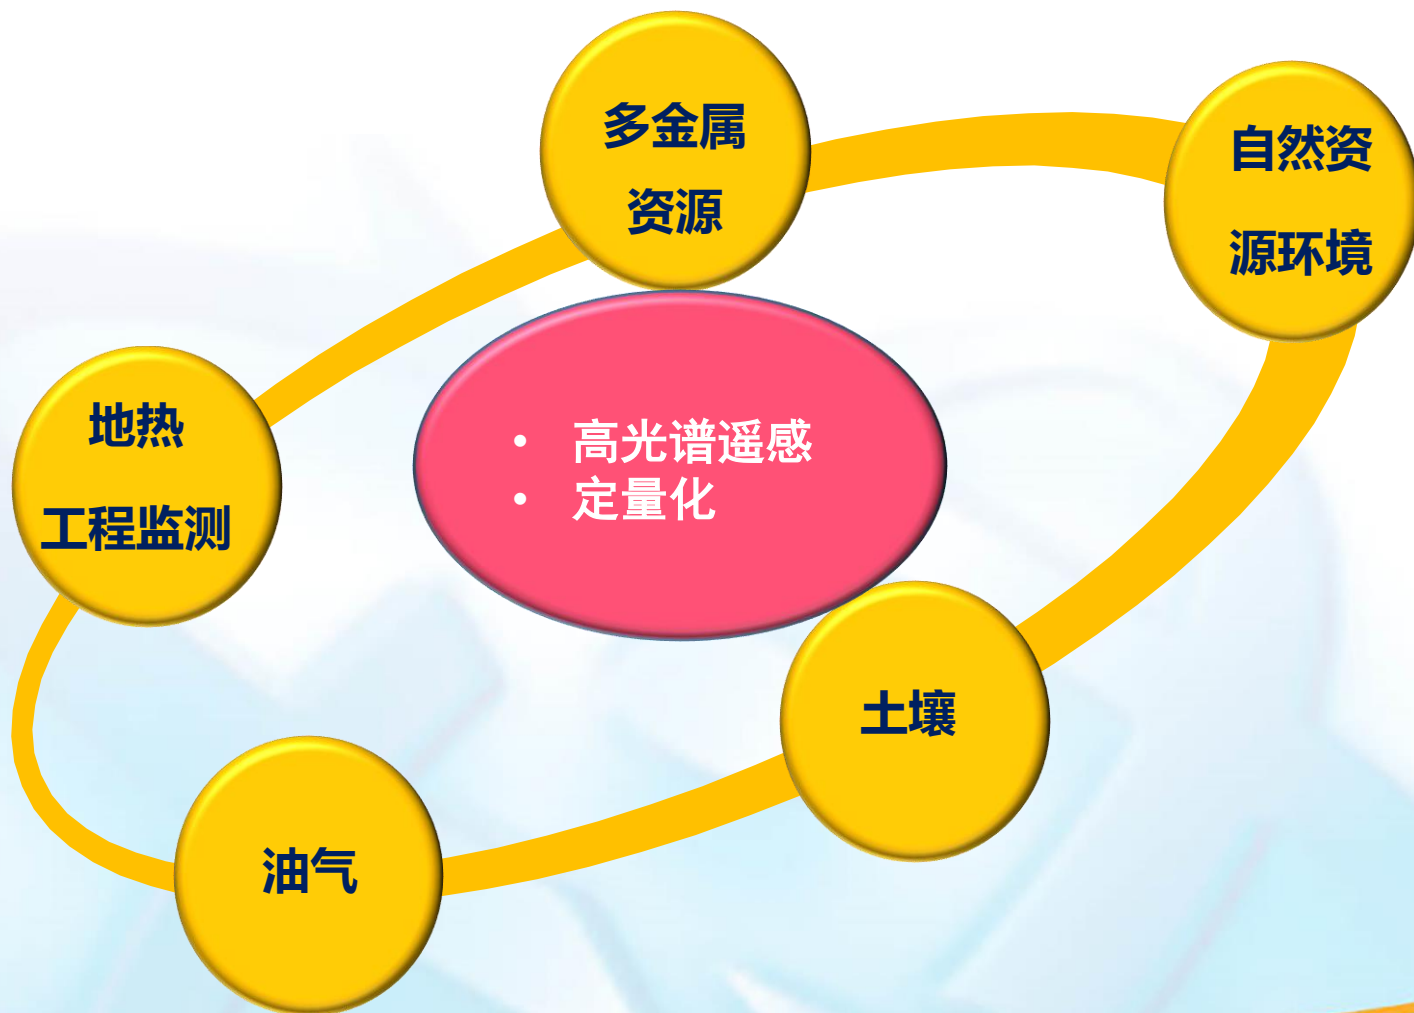 多金属
资源
自然资
源环境
地热
工程监测
• 高光谱遥感
• 定量化
土壤
油气